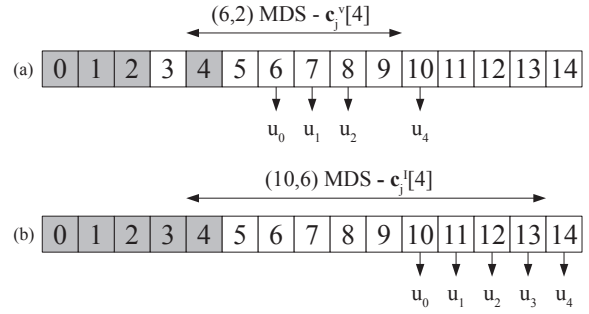 (6,2) MDS - c_j^v[4]
(a) 0 1 2 3 4 5 6 7 8 9 10 11 12 13 14
u_0 u_1 u_2 u_4
(10,6) MDS - c_j^I[4]
(b) 0 1 2 3 4 5 6 7 8 9 10 11 12 13 14
u_0 u_1 u_2 u_3 u_4